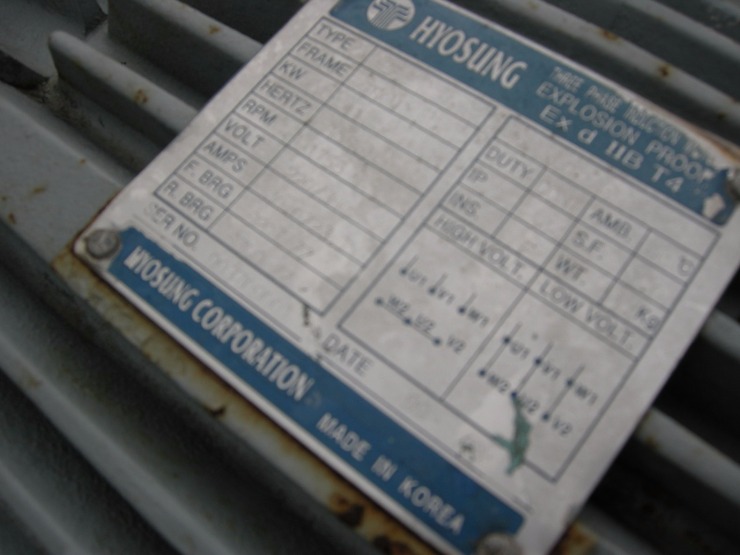 HYOSUNG
THREE PHASE INDUCTION
EXPLOSION PROOF
Ex d IIB T4
TYPE
FRAME
KW
HERTZ
RPM
VOLT
AMPS
F. BRG
R. BRG
SER NO.
DUTY
IP AMB. ℃
INS. S.F
WT. Kg
HIGH VOLT. LOW VOLT.
U1 V1 W1
W2 U2 V2
U1 V1 W1
W2 U2 V2
DATE
HYOSUNG CORPORATION MADE IN KOREA